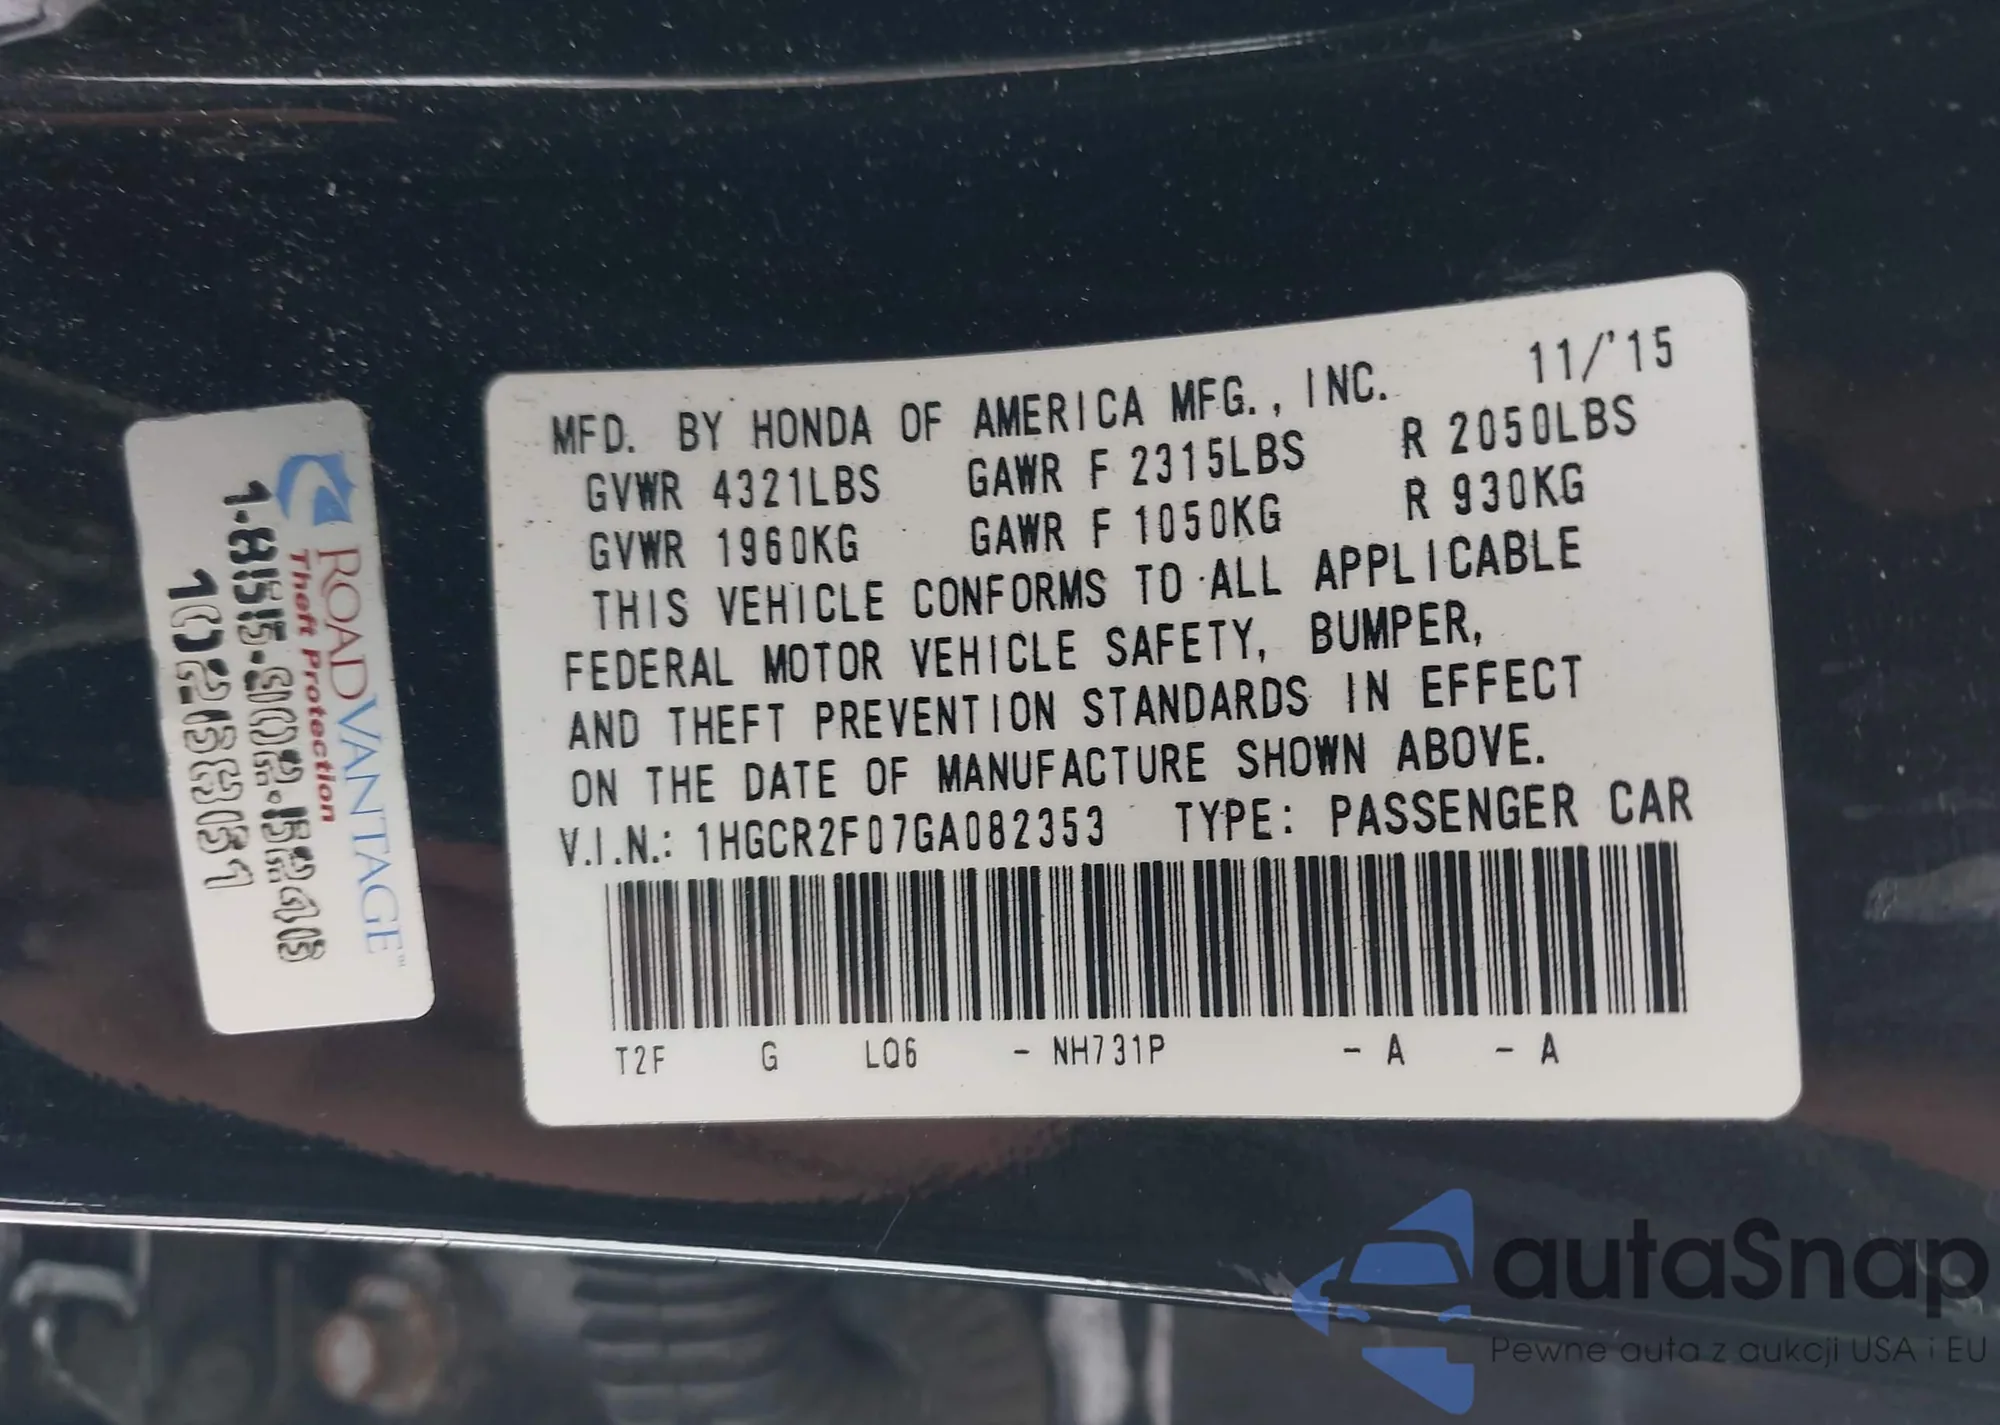 MFD. BY HONDA OF AMERICA MFG., INC. 11/'15
GVWR 4321LBS GAWR F 2315LBS R 2050LBS
GVWR 1960KG GAWR F 1050KG R 930KG
THIS VEHICLE CONFORMS TO ALL APPLICABLE
FEDERAL MOTOR VEHICLE SAFETY, BUMPER,
AND THEFT PREVENTION STANDARDS IN EFFECT
ON THE DATE OF MANUFACTURE SHOWN ABOVE.
V.I.N.: 1HGCR2F07GA082353 TYPE: PASSENGER CAR
T2F G LQ6 - NH731P - A - A
ROADVANTAGE™
Theft Protection
autaSnap
Pewne auta z aukcji USA i EU